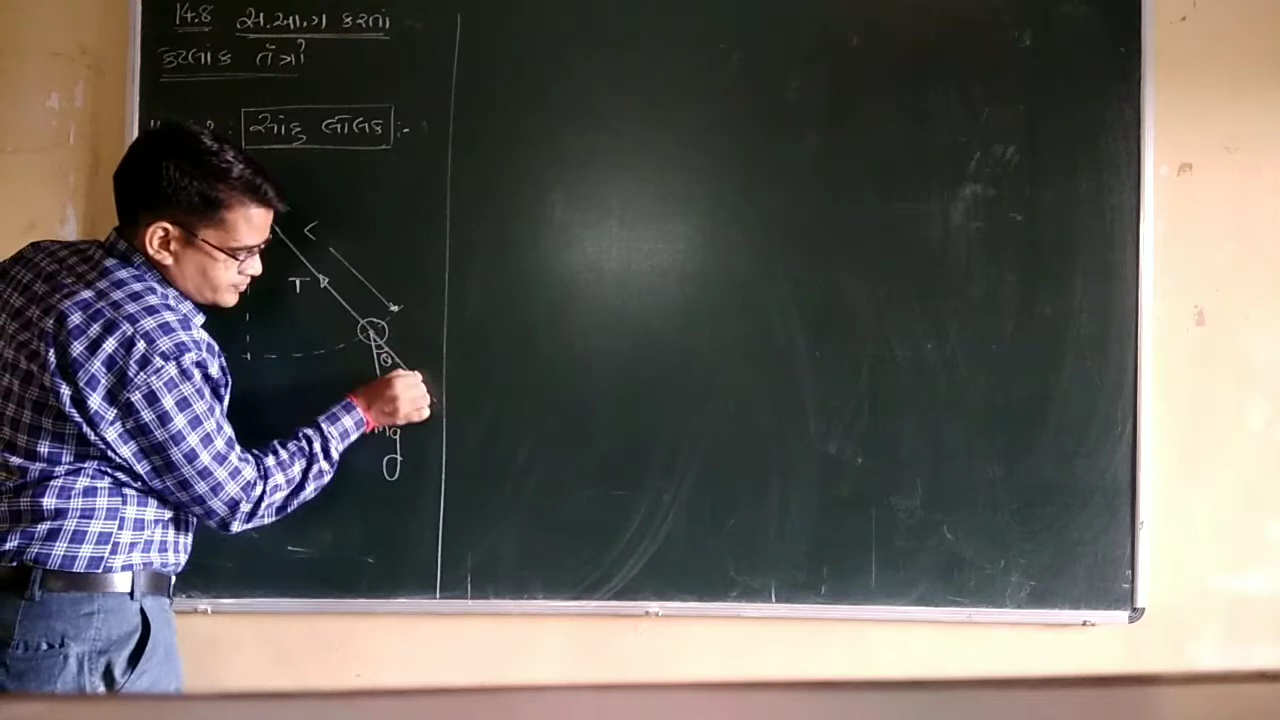 14.8 સ.આ.ગ કરતાં
કેટલાંક તંત્રો
સાદુ લોલક :-
T
θ
mg